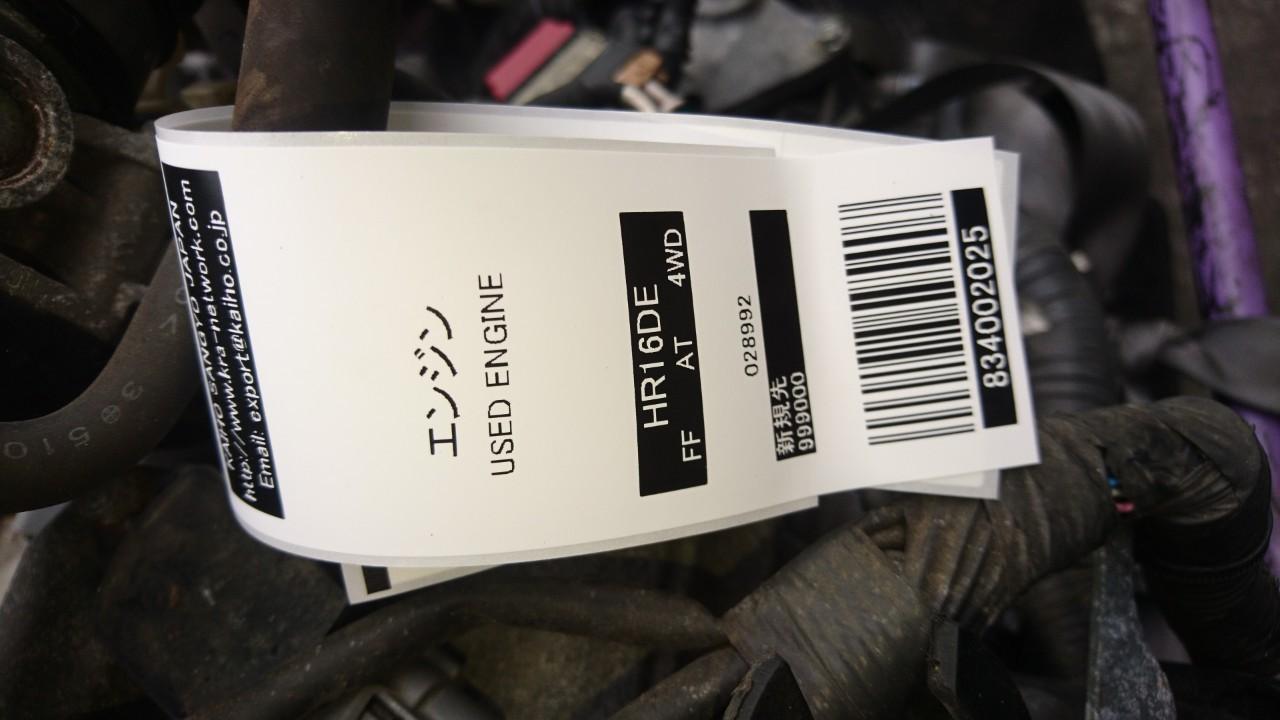 KAIHO SANGYO JAPAN
http://www.kra-network.com
Email: export@kaiho.co.jp
エンジン
USED ENGINE
HR16DE
FF AT 4WD
028992
新規先
999000
834002025